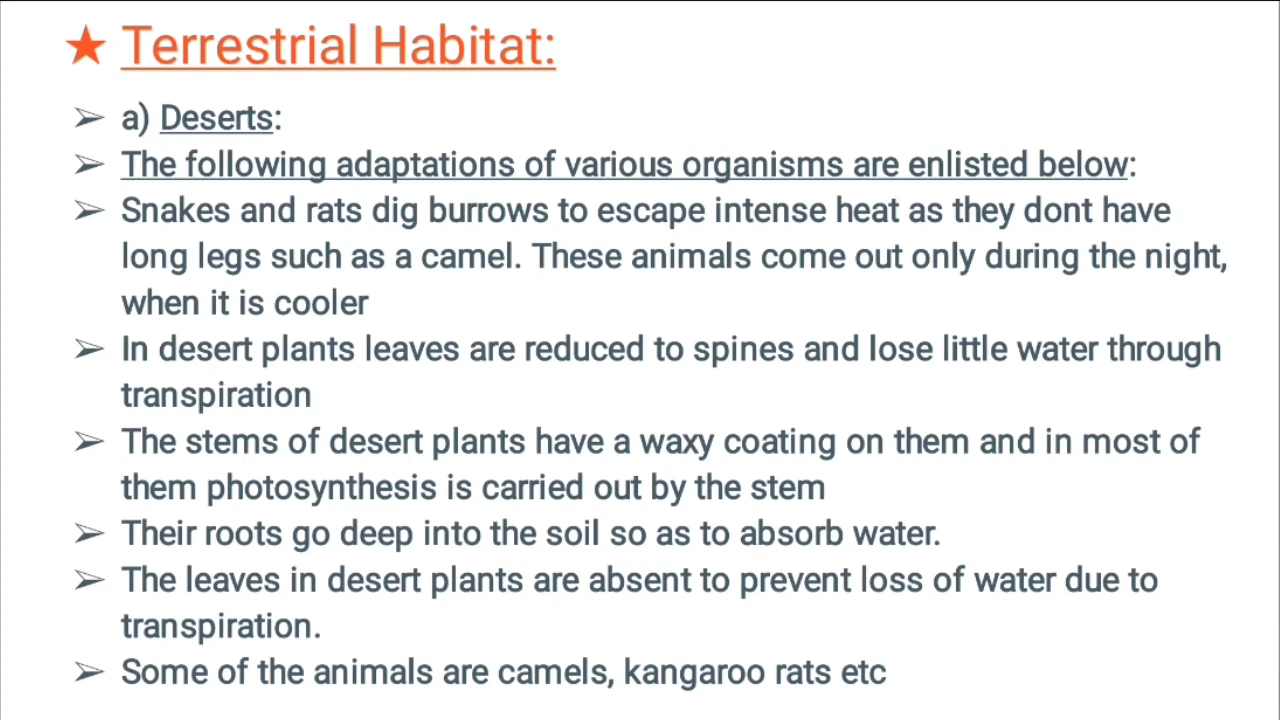 ★ Terrestrial Habitat:
➢ a) Deserts:
➢ The following adaptations of various organisms are enlisted below:
➢ Snakes and rats dig burrows to escape intense heat as they dont have
long legs such as a camel. These animals come out only during the night,
when it is cooler
➢ In desert plants leaves are reduced to spines and lose little water through
transpiration
➢ The stems of desert plants have a waxy coating on them and in most of
them photosynthesis is carried out by the stem
➢ Their roots go deep into the soil so as to absorb water.
➢ The leaves in desert plants are absent to prevent loss of water due to
transpiration.
➢ Some of the animals are camels, kangaroo rats etc